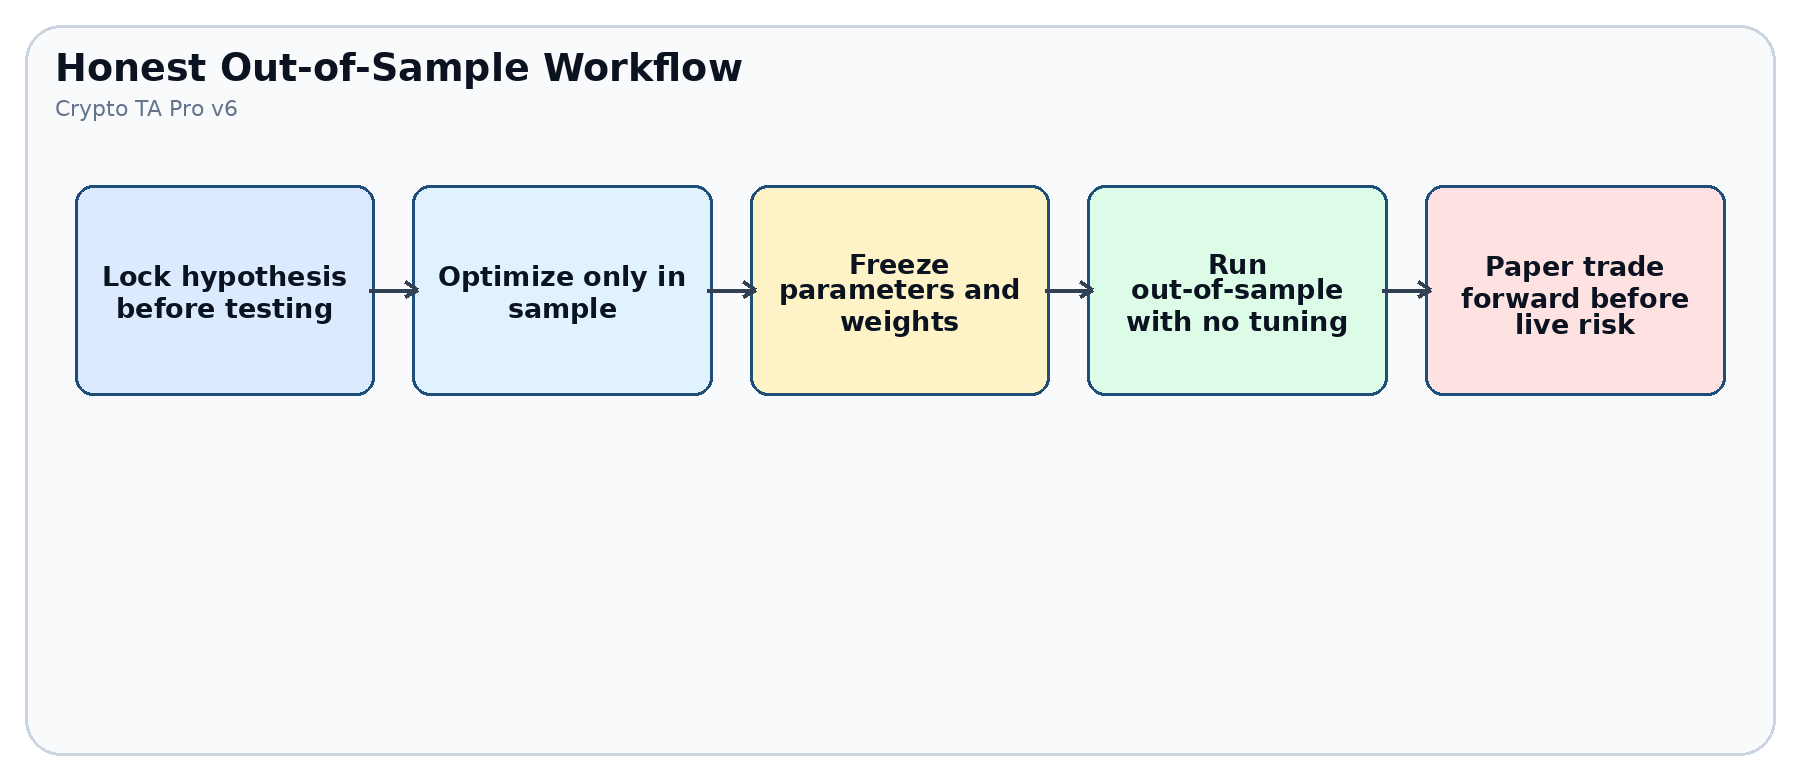 Honest Out-of-Sample Workflow
Crypto TA Pro v6
Lock hypothesis
before testing
Optimize only in
sample
Freeze
parameters and
weights
Run
out-of-sample
with no tuning
Paper trade
forward before
live risk